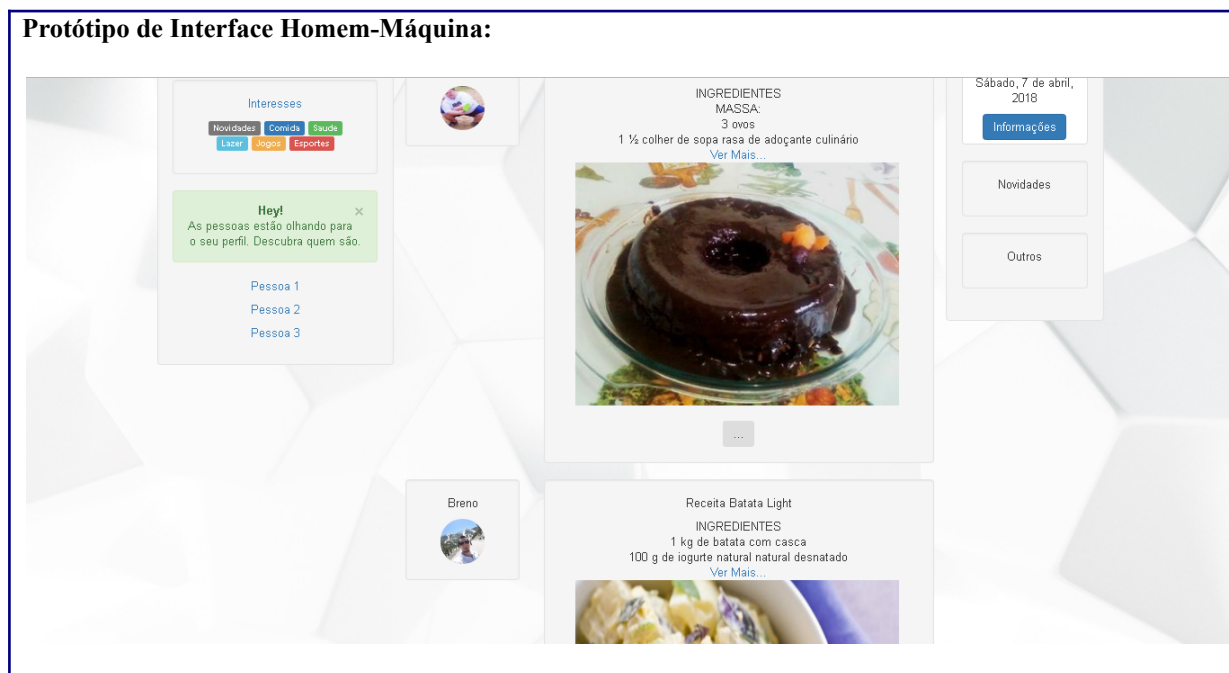 Protótipo de Interface Homem-Máquina:
Interesses
Novidades Comida Saude
Lazer Jogos Esportes
Hey! ×
As pessoas estão olhando para
o seu perfil. Descubra quem são.
Pessoa 1
Pessoa 2
Pessoa 3
INGREDIENTES
MASSA:
3 ovos
1 ½ colher de sopa rasa de adoçante culinário
Ver Mais...
...
Breno
Receita Batata Light
INGREDIENTES
1 kg de batata com casca
100 g de iogurte natural natural desnatado
Ver Mais...
Sábado, 7 de abril,
2018
Informações
Novidades
Outros